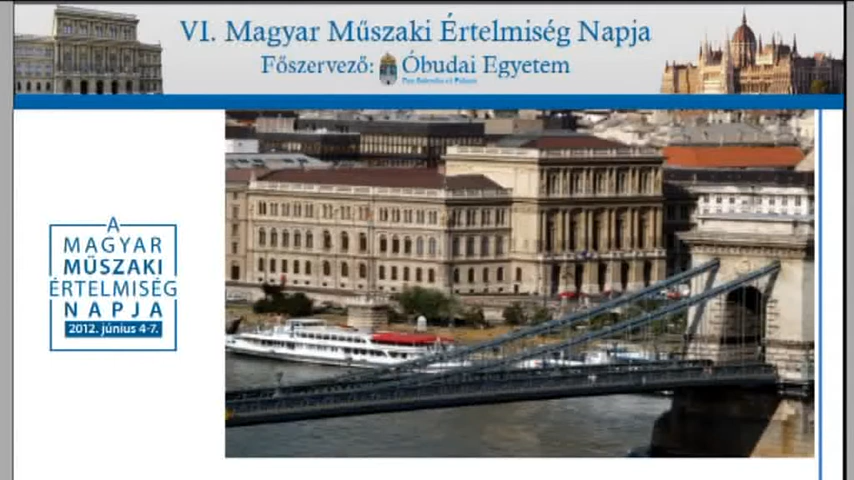 VI. Magyar Műszaki Értelmiség Napja
Főszervező: Óbudai Egyetem
A
MAGYAR
MŰSZAKI
ÉRTELMISÉG
NAPJA
2012. június 4-7.